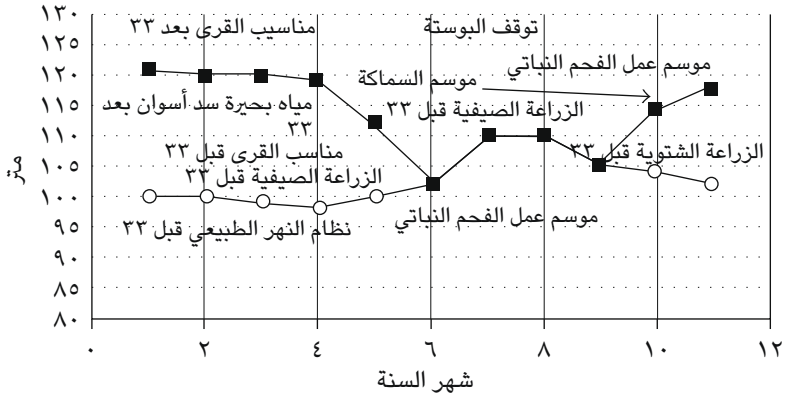 ١٣٠
١٢٥
١٢٠
١١٥
١١٠
١٠٥
١٠٠
٩٥
٩٠
٨٥
٨٠
متر
مناسيب القرى بعد ٣٣
توقف البوستة
موسم عمل الفحم النباتي
موسم السماكة
مياه بحيرة سد أسوان بعد
٣٣
الزراعة الصيفية قبل ٣٣
مناسب القرى قبل ٣٣
الزراعة الشتوية قبل ٣٣
الزراعة الصيفية قبل ٣٣
نظام النهر الطبيعي قبل ٣٣
موسم عمل الفحم النباتي
٠ ٢ ٤ ٦ ٨ ١٠ ١٢
شهر السنة